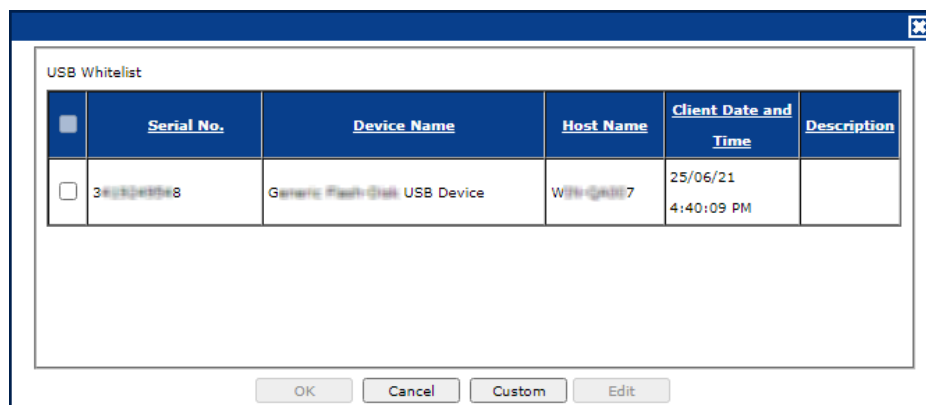 USB Whitelist
Serial No. Device Name Host Name Client Date and Time Description
USB Device 25/06/21
4:40:09 PM
OK Cancel Custom Edit